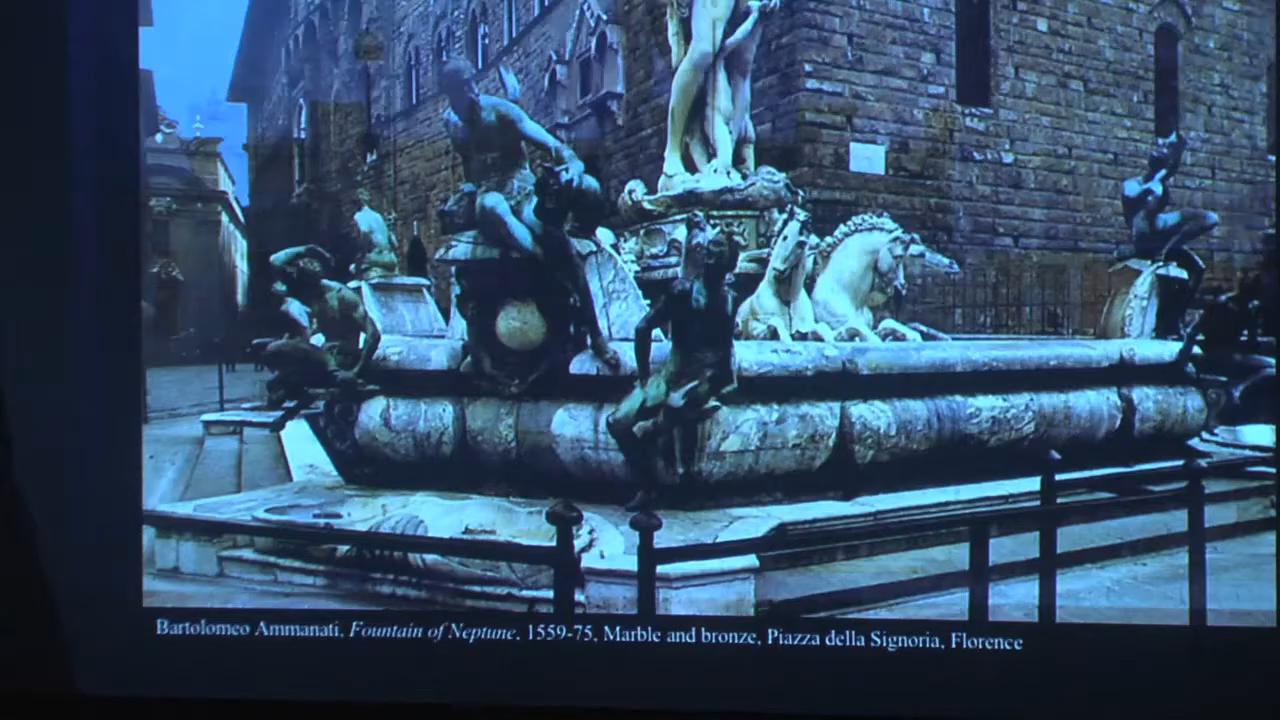 Bartolomeo Ammanati, Fountain of Neptune, 1559-75, Marble and bronze, Piazza della Signoria, Florence